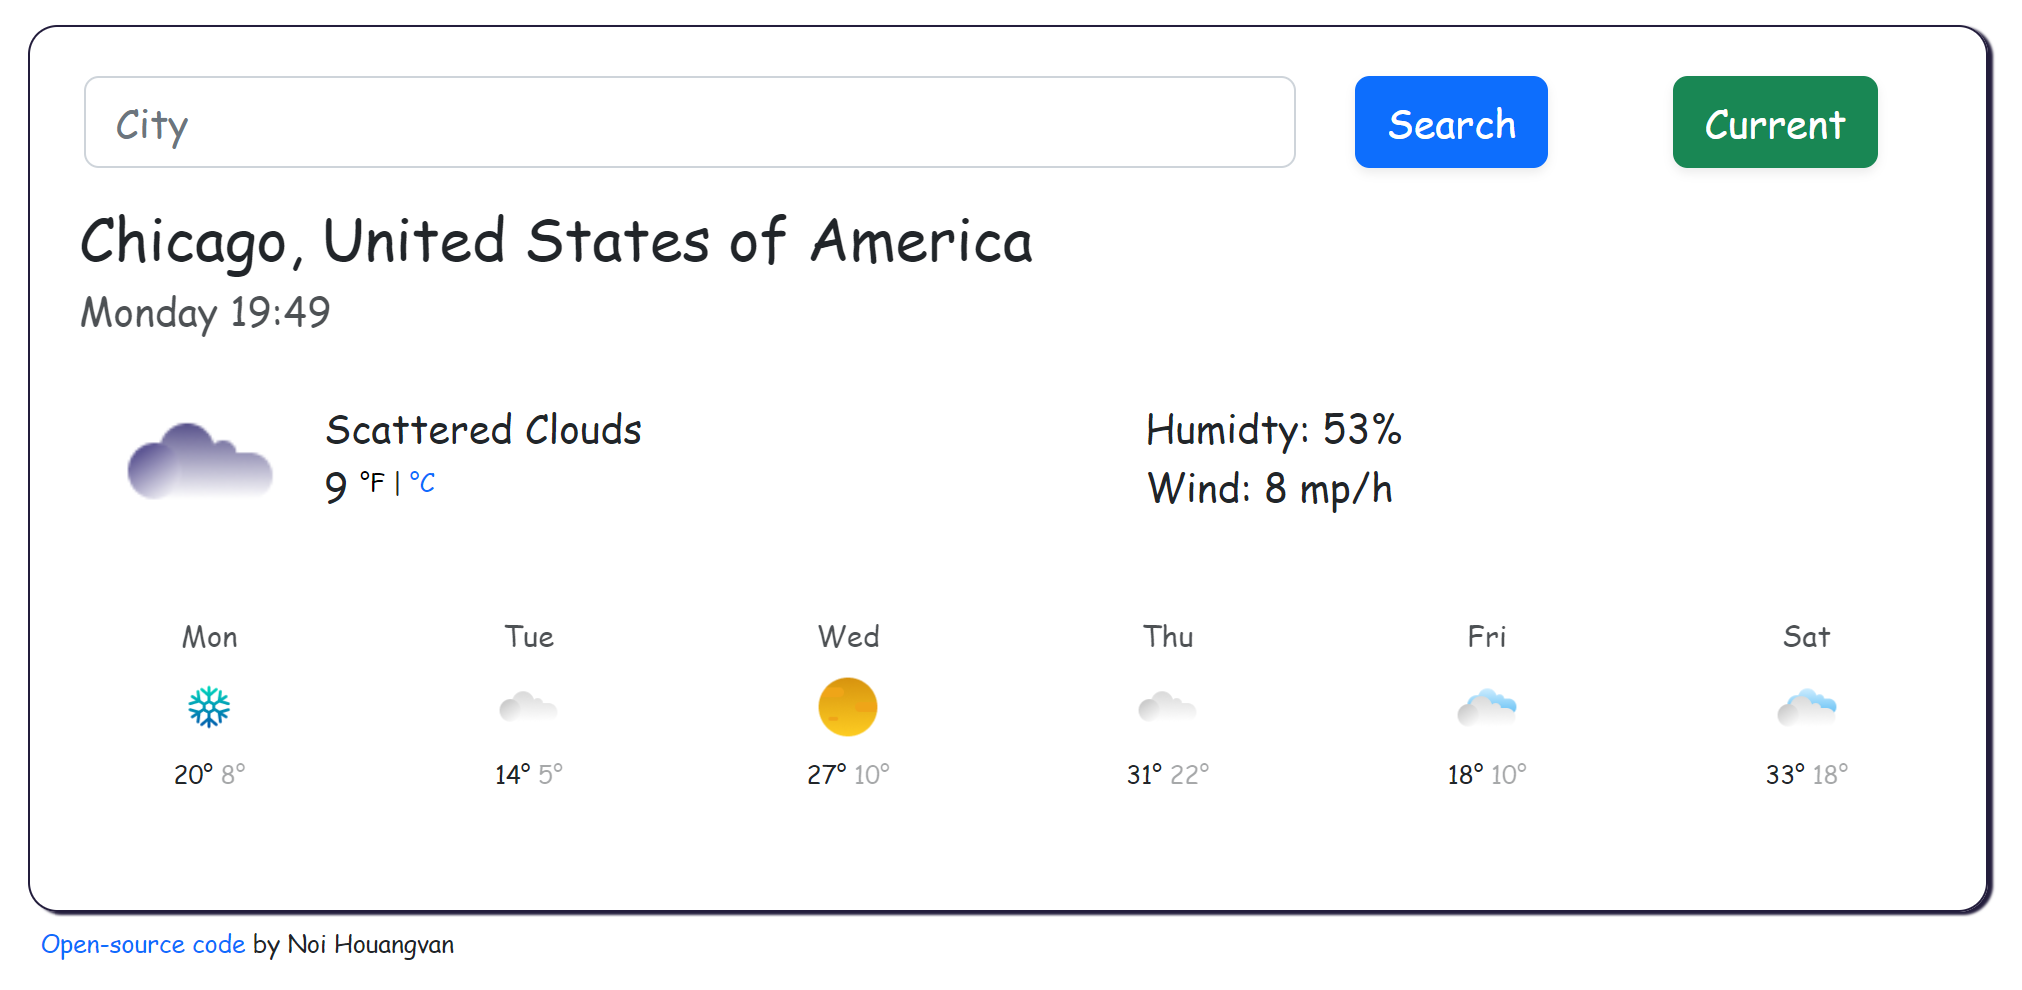 City
Search
Current
Chicago, United States of America
Monday 19:49
Scattered Clouds
9 °F | °C
Humidty: 53%
Wind: 8 mp/h
Mon
Tue
Wed
Thu
Fri
Sat
20° 8°
14° 5°
27° 10°
31° 22°
18° 10°
33° 18°
Open-source code by Noi Houangvan